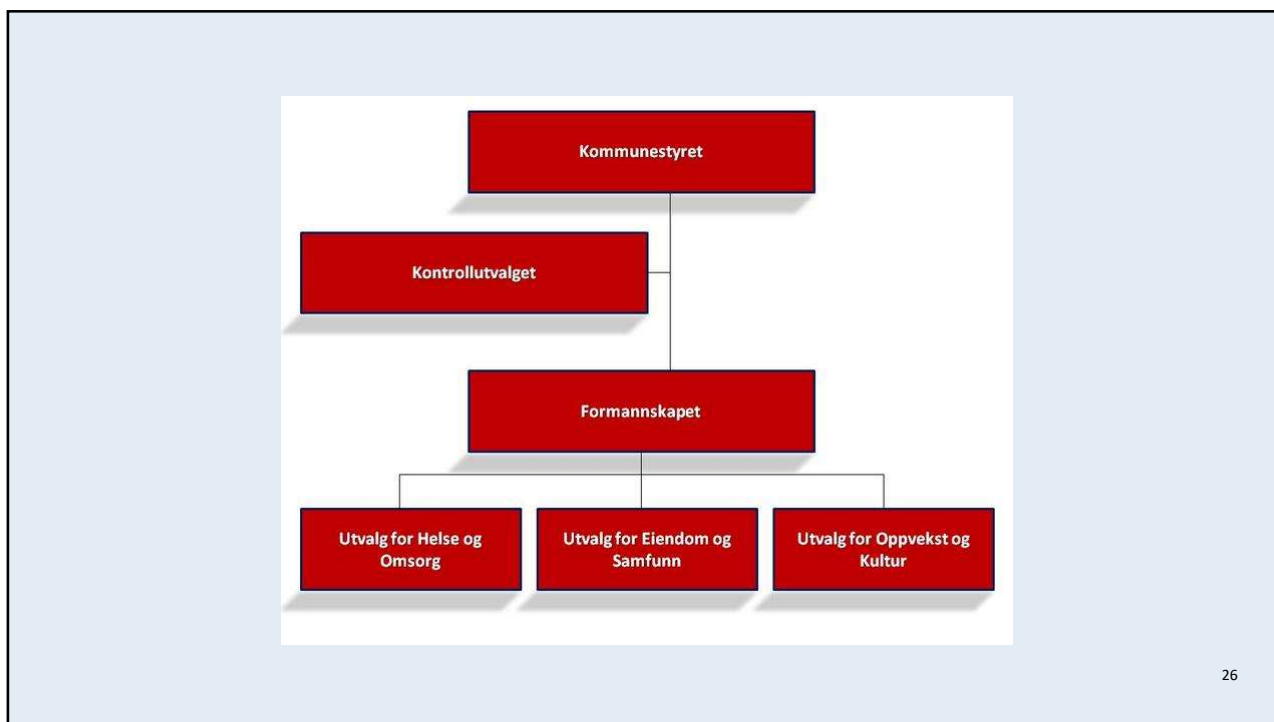 Kommunestyret
Kontrollutvalget
Formannskapet
Utvalg for Helse og
Omsorg
Utvalg for Eiendom og
Samfunn
Utvalg for Oppvekst og
Kultur
26